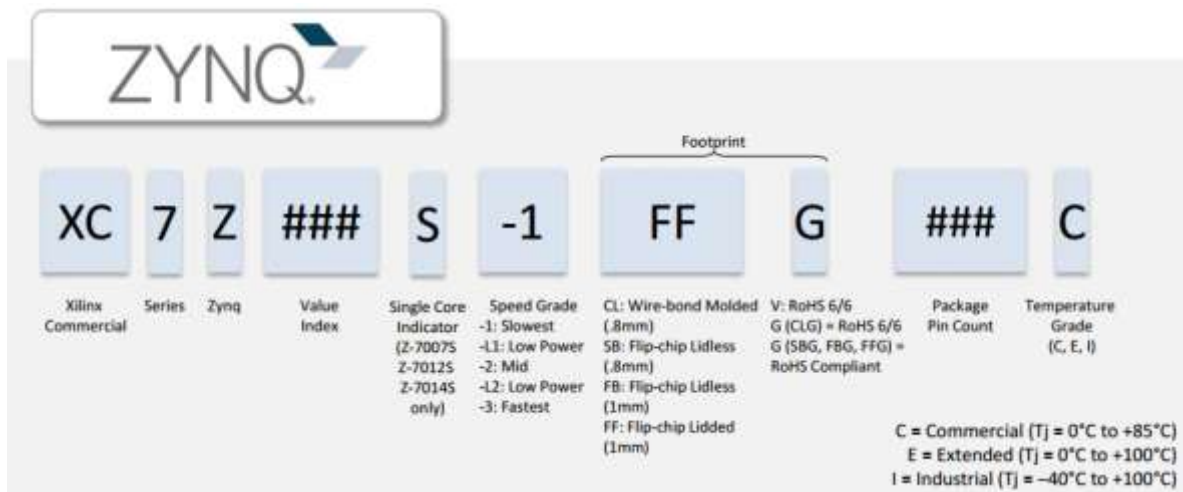 ZYNQ®
Footprint
XC 7 Z ### S -1 FF G ### C
Xilinx
Commercial
Series
Zynq
Value
Index
Single Core
Indicator
(Z-7007S
Z-7012S
Z-7014S
only)
Speed Grade
-1: Slowest
-L1: Low Power
-2: Mid
-L2: Low Power
-3: Fastest
CL: Wire-bond Molded
(.8mm)
SB: Flip-chip Lidless
(.8mm)
FB: Flip-chip Lidless
(1mm)
FF: Flip-chip Lidded
(1mm)
V: RoHS 6/6
G (CLG) = RoHS 6/6
G (SBG, FBG, FFG) =
RoHS Compliant
Package
Pin Count
Temperature
Grade
(C, E, I)
C = Commercial (Tj = 0°C to +85°C)
E = Extended (Tj = 0°C to +100°C)
I = Industrial (Tj = –40°C to +100°C)